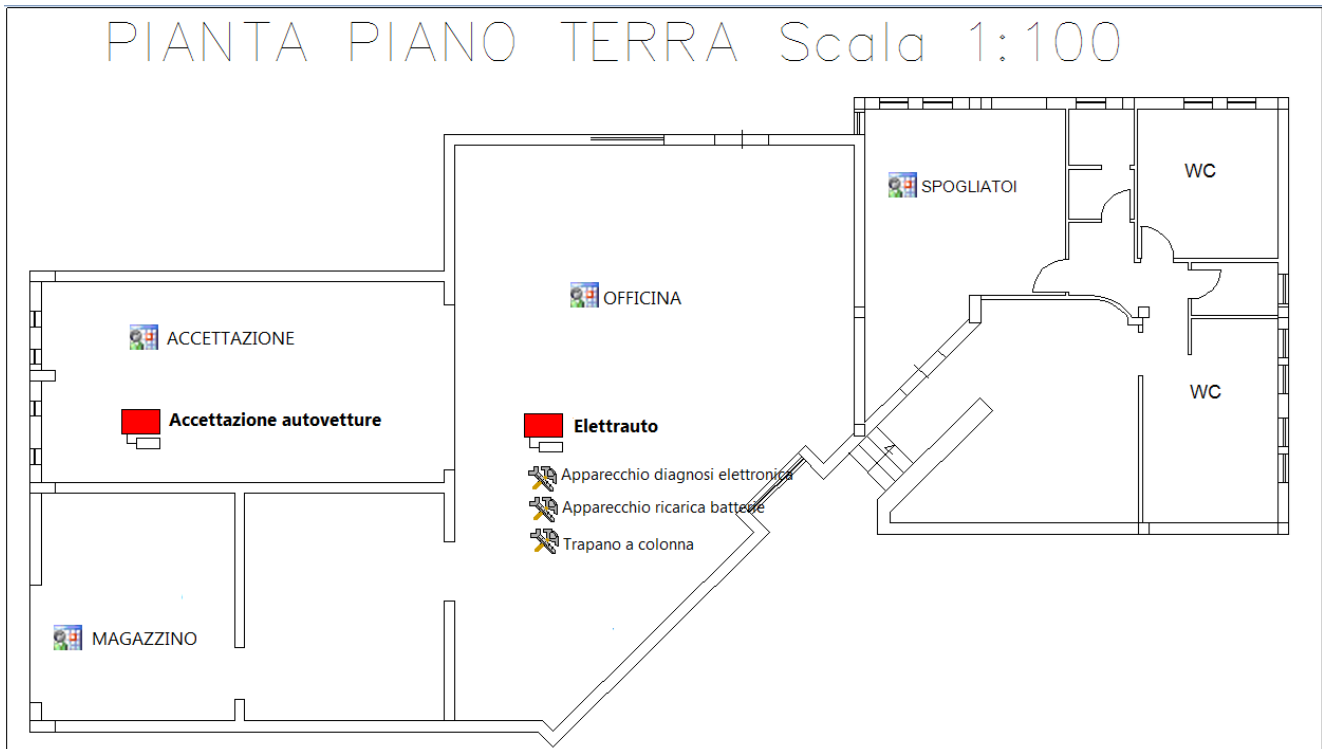 PIANTA PIANO TERRA Scala 1:100
WC
SPOGLIATOI
OFFICINA
ACCETTAZIONE
WC
Accettazione autovetture
Elettrauto
Apparecchio diagnosi elettronica
Apparecchio ricarica batterie
Trapano a colonna
MAGAZZINO